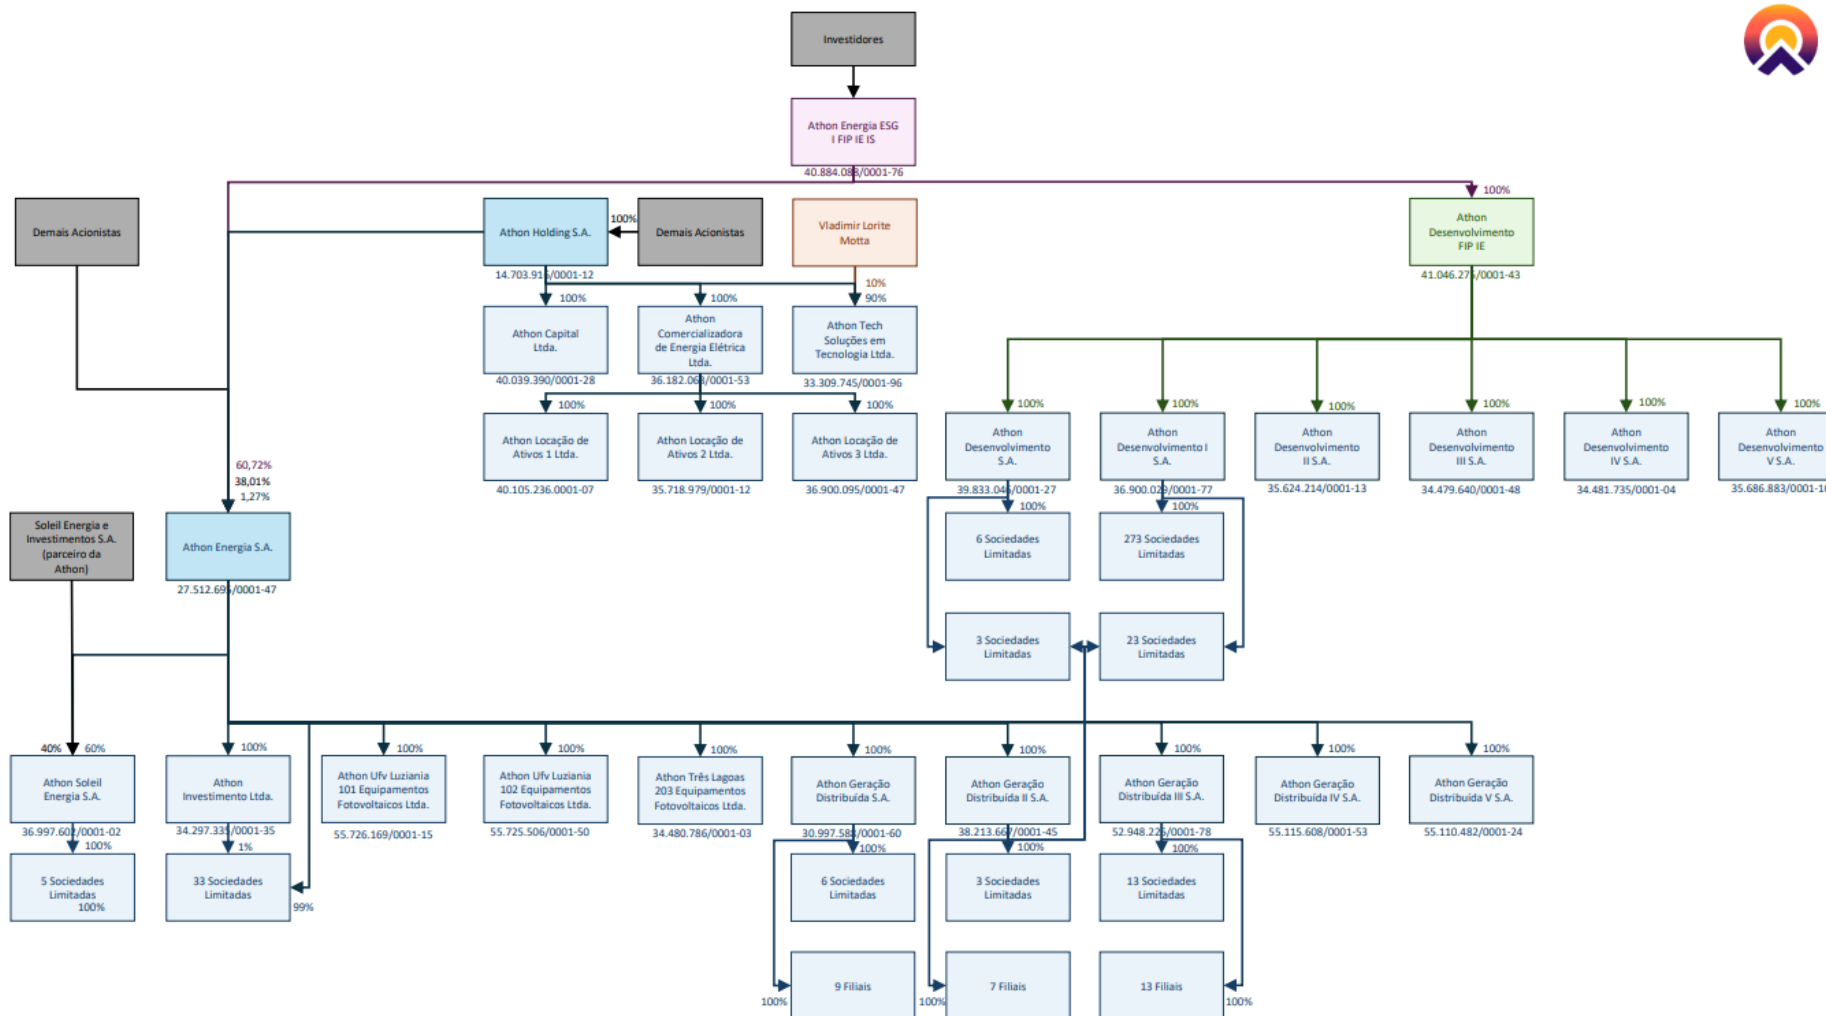 Investidores
Athon Energia ESG
I FIP IE IS
40.884.088/0001-76
100%
Demais Acionistas
Athon Holding S.A.
100%
Demais Acionistas
Vladimir Lorite
Motta
Athon
Desenvolvimento
FIP IE
14.703.915/0001-12
41.046.275/0001-43
10%
100%
100%
90%
Athon Capital
Ltda.
Athon
Comercializadora
de Energia Elétrica
Ltda.
Athon Tech
Soluções em
Tecnologia Ltda.
40.039.390/0001-28
36.182.068/0001-53
33.309.745/0001-96
100%
100%
100%
100%
100%
100%
100%
100%
100%
Athon Locação de
Ativos 1 Ltda.
Athon Locação de
Ativos 2 Ltda.
Athon Locação de
Ativos 3 Ltda.
Athon
Desenvolvimento
S.A.
Athon
Desenvolvimento I
S.A.
Athon
Desenvolvimento
II S.A.
Athon
Desenvolvimento
III S.A.
Athon
Desenvolvimento
IV S.A.
Athon
Desenvolvimento
V S.A.
40.105.236.0001-07
35.718.979/0001-12
36.900.095/0001-47
39.833.046/0001-27
36.900.029/0001-77
35.624.214/0001-13
34.479.640/0001-48
34.481.735/0001-04
60,72%
38,01%
1,27%
100%
100%
Soleil Energia e
Investimentos S.A.
(parceiro da
Athon)
Athon Energia S.A.
6 Sociedades
Limitadas
273 Sociedades
Limitadas
27.512.695/0001-47
3 Sociedades
Limitadas
23 Sociedades
Limitadas
40%
60%
100%
100%
100%
100%
100%
100%
100%
100%
100%
Athon Soleil
Energia S.A.
Athon
Investimento Ltda.
Athon Ufv Luziania
101 Equipamentos
Fotovoltaicos Ltda.
Athon Ufv Luziania
102 Equipamentos
Fotovoltaicos Ltda.
Athon Três Lagoas
203 Equipamentos
Fotovoltaicos Ltda.
Athon Geração
Distribuída S.A.
Athon Geração
Distribuída II S.A.
Athon Geração
Distribuída III S.A.
Athon Geração
Distribuída IV S.A.
Athon Geração
Distribuída V S.A.
36.997.602/0001-02
34.297.335/0001-35
55.726.169/0001-15
55.725.506/0001-50
34.480.786/0001-03
38.213.667/0001-45
52.948.225/0001-78
55.115.608/0001-53
55.110.482/0001-24
100%
1%
100%
100%
100%
5 Sociedades
Limitadas
100%
33 Sociedades
Limitadas
99%
6 Sociedades
Limitadas
3 Sociedades
Limitadas
13 Sociedades
Limitadas
9 Filiais
7 Filiais
13 Filiais
100%
100%
100%